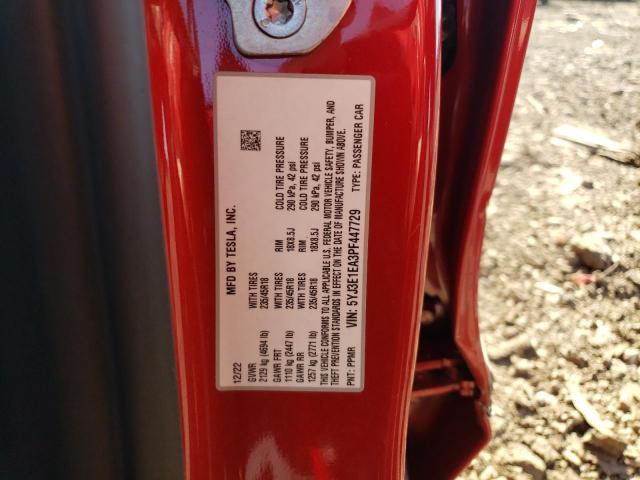 MFD BY TESLA, INC.
12/22
GVWR WITH TIRES RIM COLD TIRE PRESSURE
2129 kg (4694 lb) 235/45R18 18X8.5J 290 kPa, 42 psi
GAWR FRT WITH TIRES RIM COLD TIRE PRESSURE
1110 kg (2447 lb) 235/45R18 18X8.5J 290 kPa, 42 psi
GAWR RR
1257 kg (2771 lb) 235/45R18
THIS VEHICLE CONFORMS TO ALL APPLICABLE U.S. FEDERAL MOTOR VEHICLE SAFETY, BUMPER, AND
THEFT PREVENTION STANDARDS IN EFFECT ON THE DATE OF MANUFACTURE SHOWN ABOVE.
VIN: 5YJ3E1EA3PF447729
PNT: PPMR TYPE: PASSENGER CAR